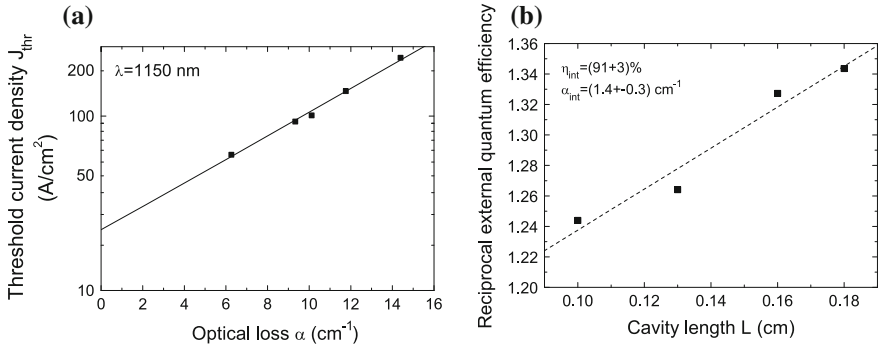 (a)
Threshold current density J_thr
(A/cm²)
λ=1150 nm
200
100
50
10
0 2 4 6 8 10 12 14 16
Optical loss α (cm⁻¹)
(b)
Reciprocal external quantum efficiency
η_int=(91+3)%
α_int=(1.4+-0.3) cm⁻¹
1.36
1.34
1.32
1.30
1.28
1.26
1.24
1.22
1.20
0.10 0.12 0.14 0.16 0.18
Cavity length L (cm)